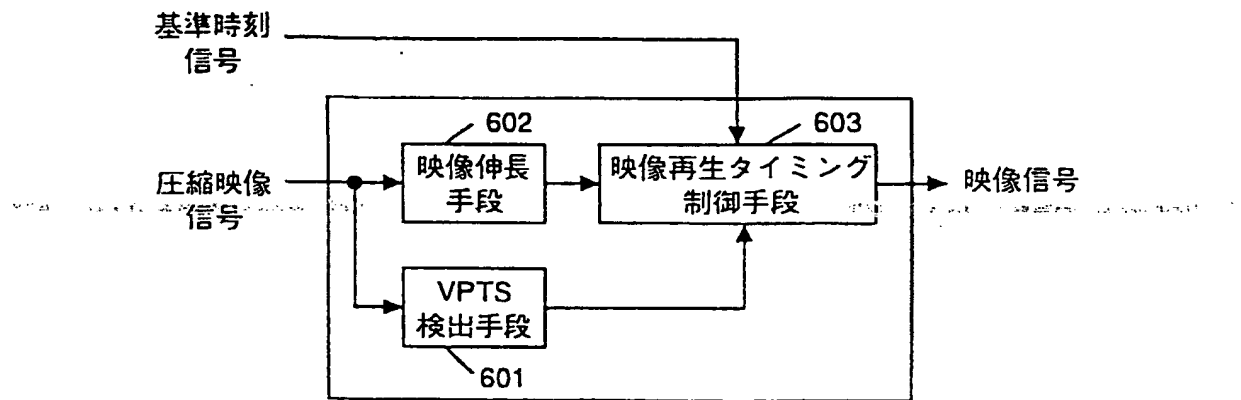 基準時刻
信号
602
603
圧縮映像
信号
映像伸長
手段
映像再生タイミング
制御手段
映像信号
VPTS
検出手段
601